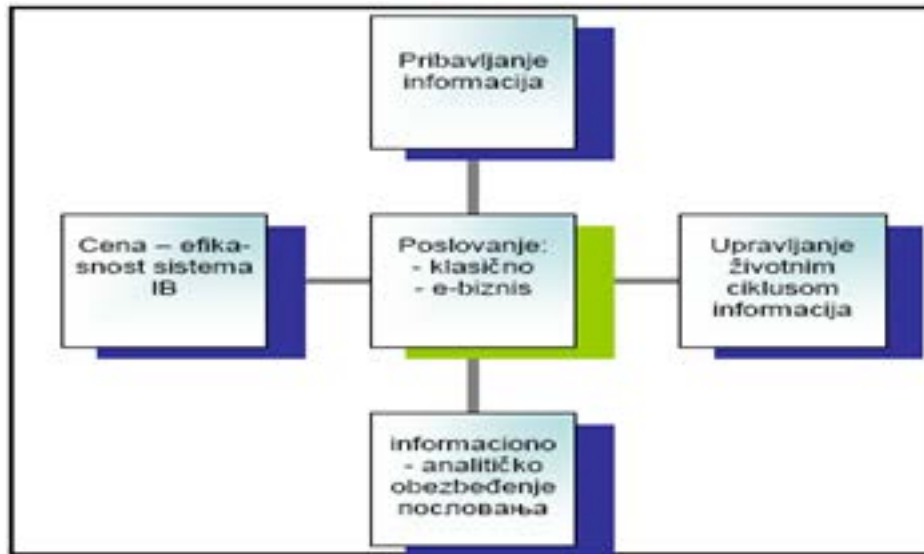 Pribavljanje
informacija
Cena – efika-
snost sistema
IB
Poslovanje:
- klasično
- e-biznis
Upravljanje
životnim
ciklusom
informacija
informaciono
- analitičko
obezbeđenje
пословања